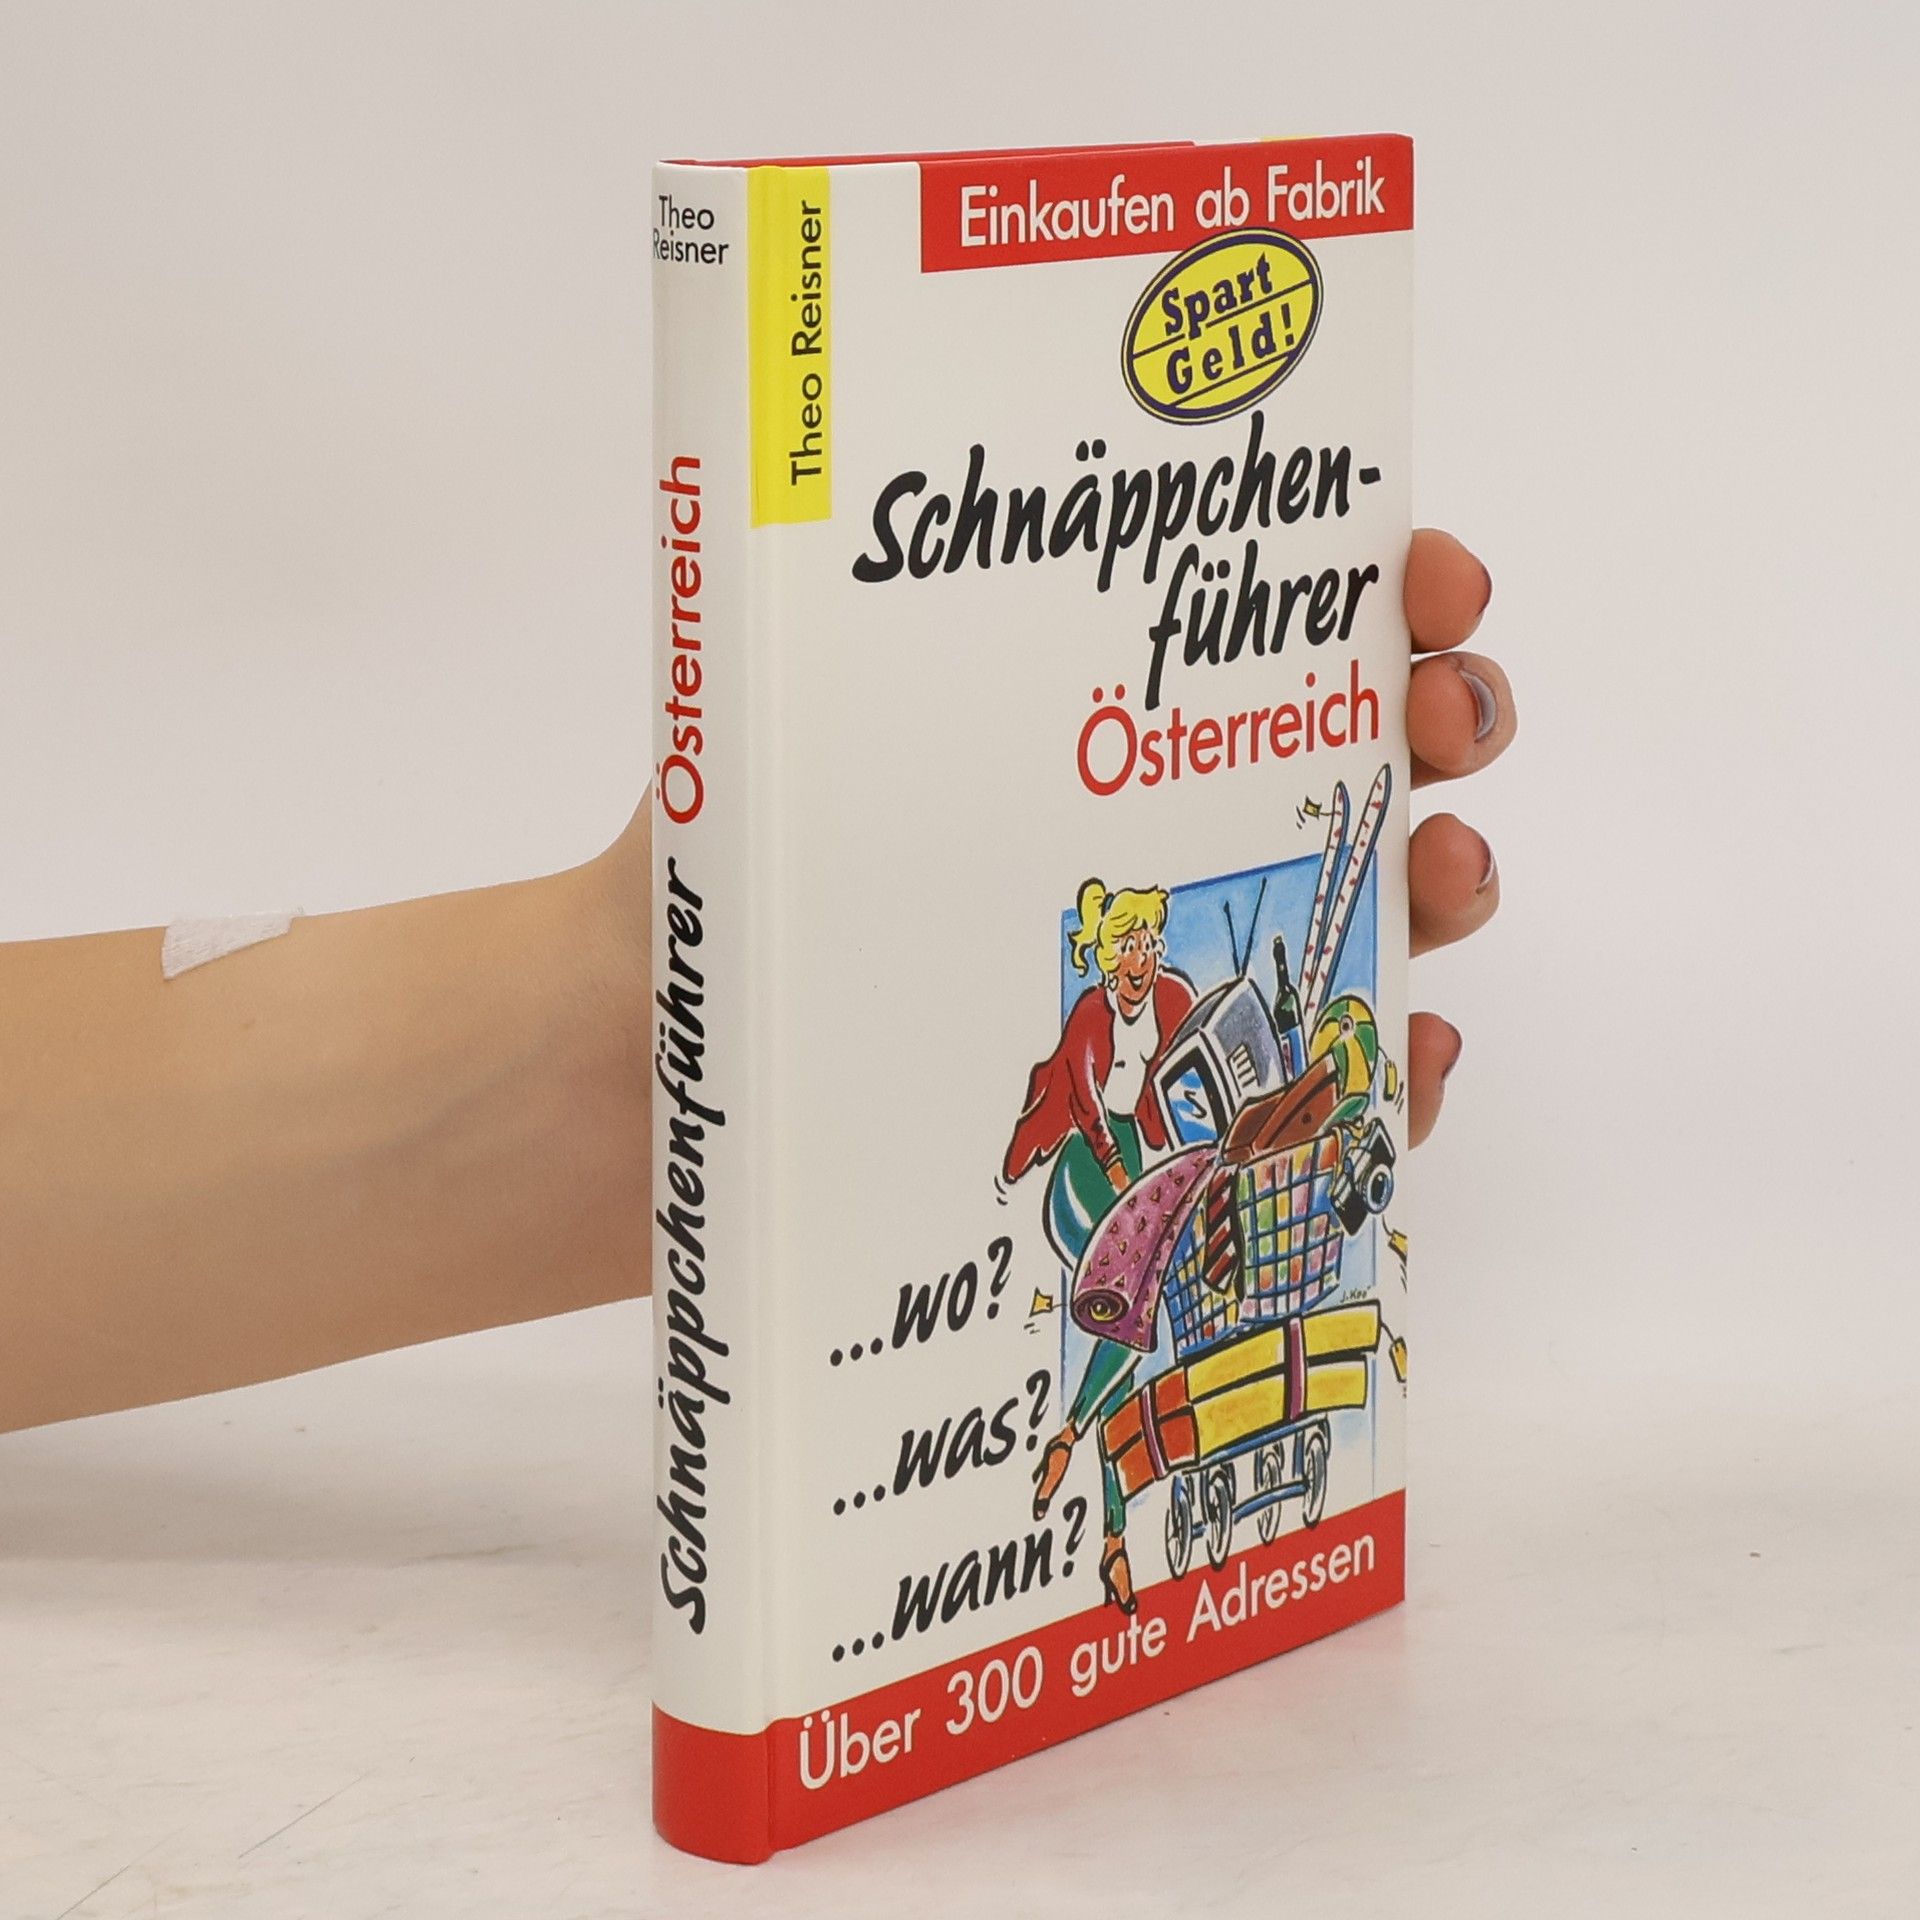 Theo
Reisner
Schnäppchenführer Österreich
Theo Reisner
Einkaufen ab Fabrik
Spart
Geld!
Schnäppchen-
führer
Österreich
J.Koó
...wo?
...was?
...wann?
Über 300 gute Adressen